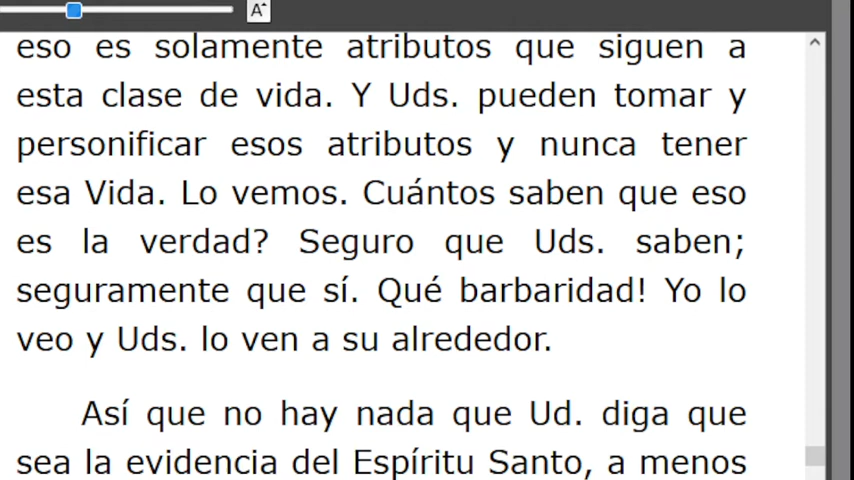 A
eso es solamente atributos que siguen a
esta clase de vida. Y Uds. pueden tomar y
personificar esos atributos y nunca tener
esa Vida. Lo vemos. Cuántos saben que eso
es la verdad? Seguro que Uds. saben;
seguramente que sí. Qué barbaridad! Yo lo
veo y Uds. lo ven a su alrededor.
Así que no hay nada que Ud. diga que
sea la evidencia del Espíritu Santo, a menos